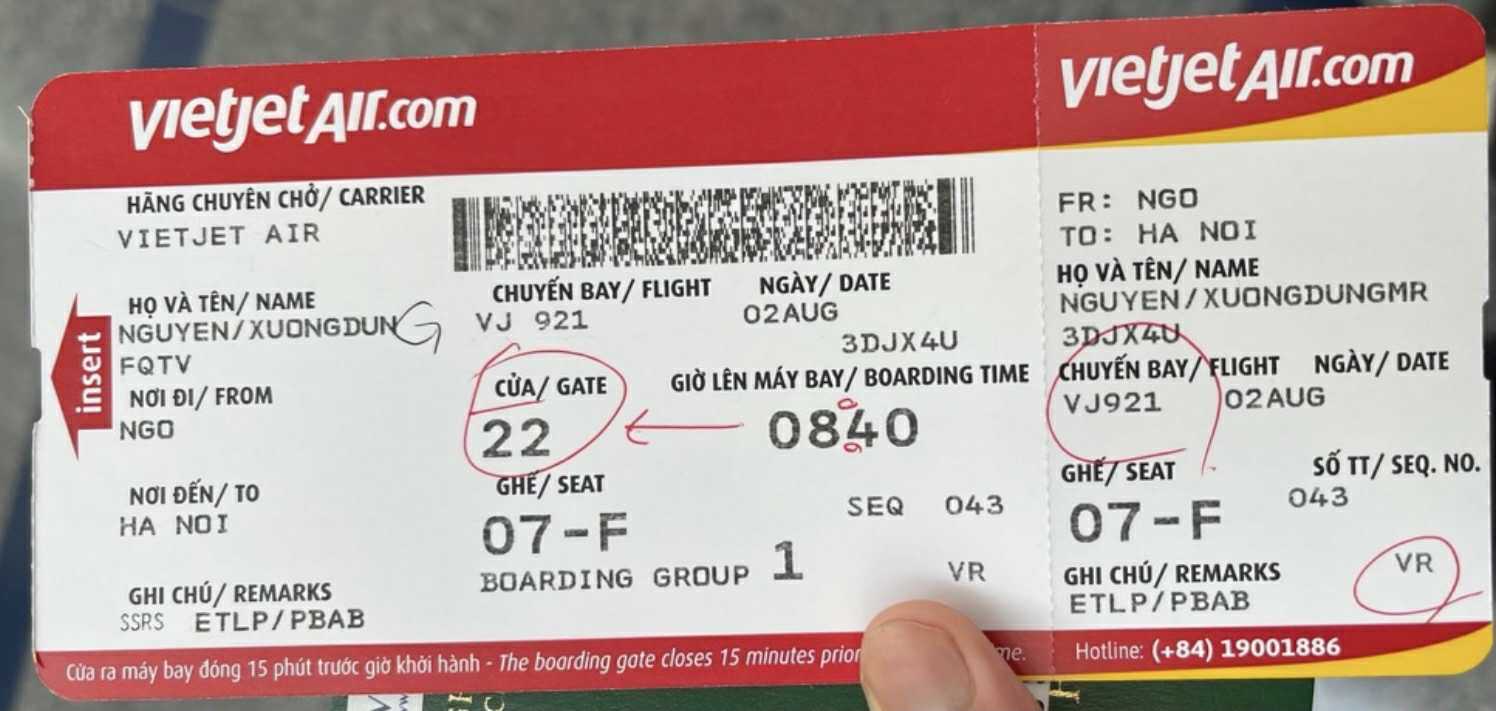 vietjetAir.com
HÃNG CHUYÊN CHỞ/ CARRIER
VIETJET AIR
HỌ VÀ TÊN/ NAME
NGUYEN/XUONGDUNG
FQTV
NƠI ĐI/ FROM
NGO
NƠI ĐẾN/ TO
HA NOI
GHI CHÚ/ REMARKS
SSRS ETLP/PBAB
insert
CHUYẾN BAY/ FLIGHT
VJ 921
NGÀY/ DATE
02AUG
3DJX4U
CỬA/ GATE
22
GIỜ LÊN MÁY BAY/ BOARDING TIME
0840
GHẾ/ SEAT
07-F
SEQ 043
BOARDING GROUP 1
VR
Cửa ra máy bay đóng 15 phút trước giờ khởi hành - The boarding gate closes 15 minutes prior
vietjetAir.com
FR: NGO
TO: HA NOI
HỌ VÀ TÊN/ NAME
NGUYEN/XUONGDUNGMR
3DJX4U
CHUYẾN BAY/ FLIGHT NGÀY/ DATE
VJ921 02AUG
GHẾ/ SEAT SỐ TT/ SEQ. NO.
07-F 043
GHI CHÚ/ REMARKS VR
ETLP/PBAB
Hotline: (+84) 19001886